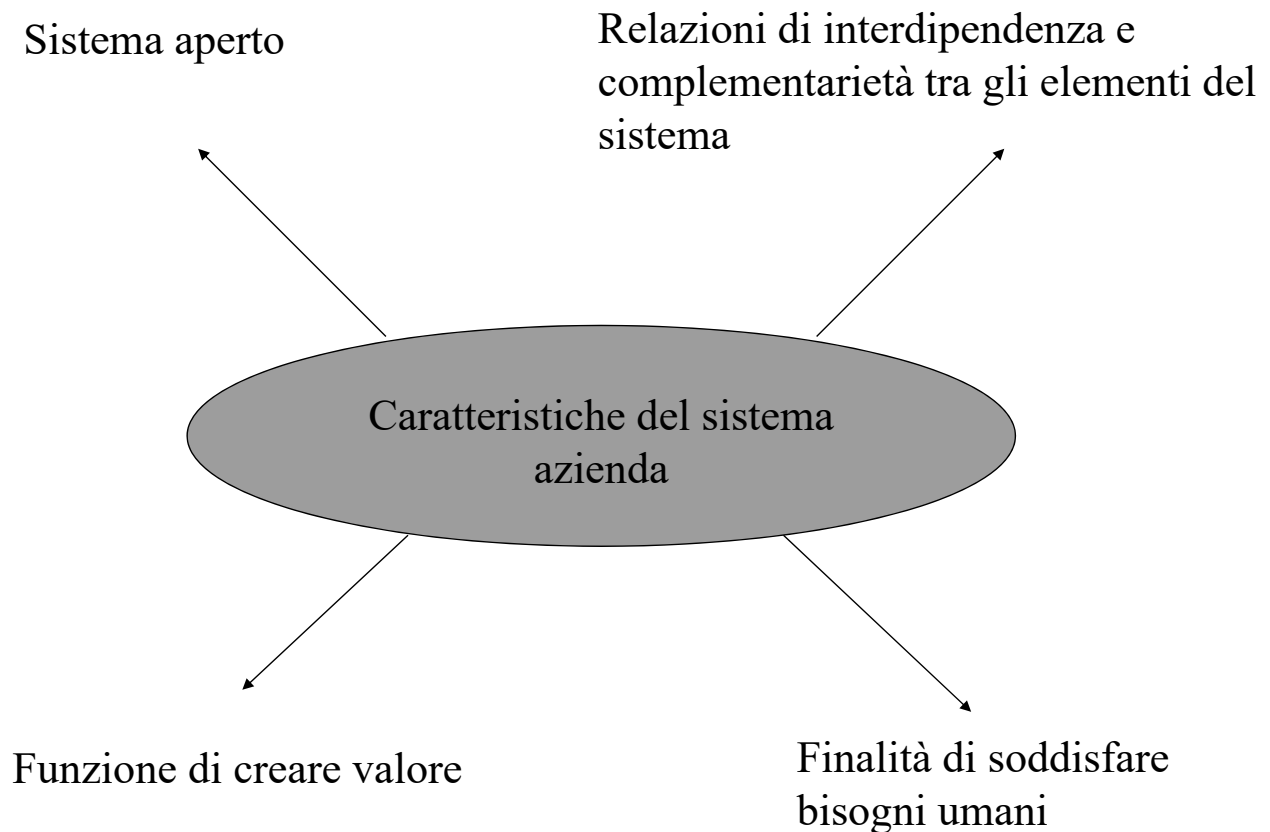 Sistema aperto
Relazioni di interdipendenza e
complementarietà tra gli elementi del
sistema
Caratteristiche del sistema
azienda
Funzione di creare valore
Finalità di soddisfare
bisogni umani